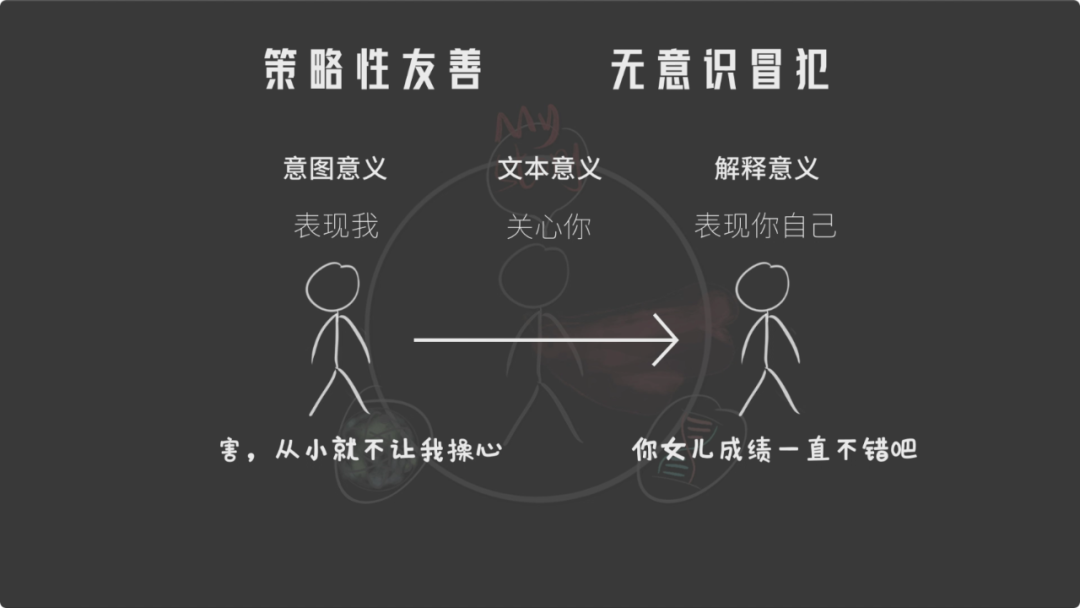 策略性友善 无意识冒犯
意图意义 文本意义 解释意义
表现我 关心你 表现你自己
害，从小就不让我操心 你女儿成绩一直不错吧